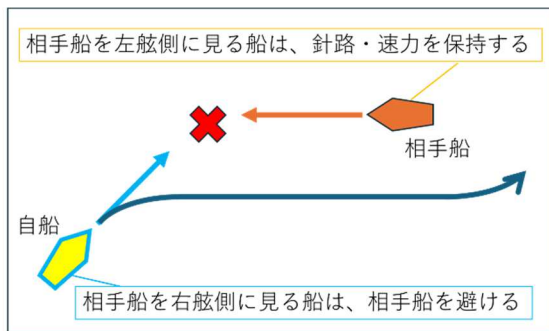 相手船を左舷側に見る船は、針路・速力を保持する
相手船
自船
相手船を右舷側に見る船は、相手船を避ける